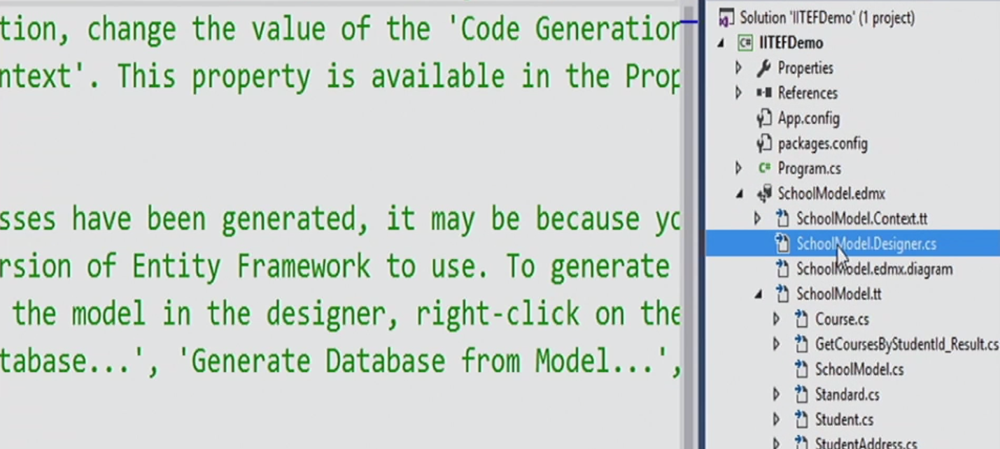 tion, change the value of the 'Code Generation
ntext'. This property is available in the Prop
sses have been generated, it may be because yo
rsion of Entity Framework to use. To generate
the model in the designer, right-click on the
tabase...', 'Generate Database from Model...',
Solution 'IITEFDemo' (1 project)
C# IITEFDemo
Properties
References
App.config
packages.config
C# Program.cs
SchoolModel.edmx
SchoolModel.Context.tt
SchoolModel.Designer.cs
SchoolModel.edmx.diagram
SchoolModel.tt
Course.cs
GetCoursesByStudentId_Result.cs
SchoolModel.cs
Standard.cs
Student.cs
StudentAddress.cs